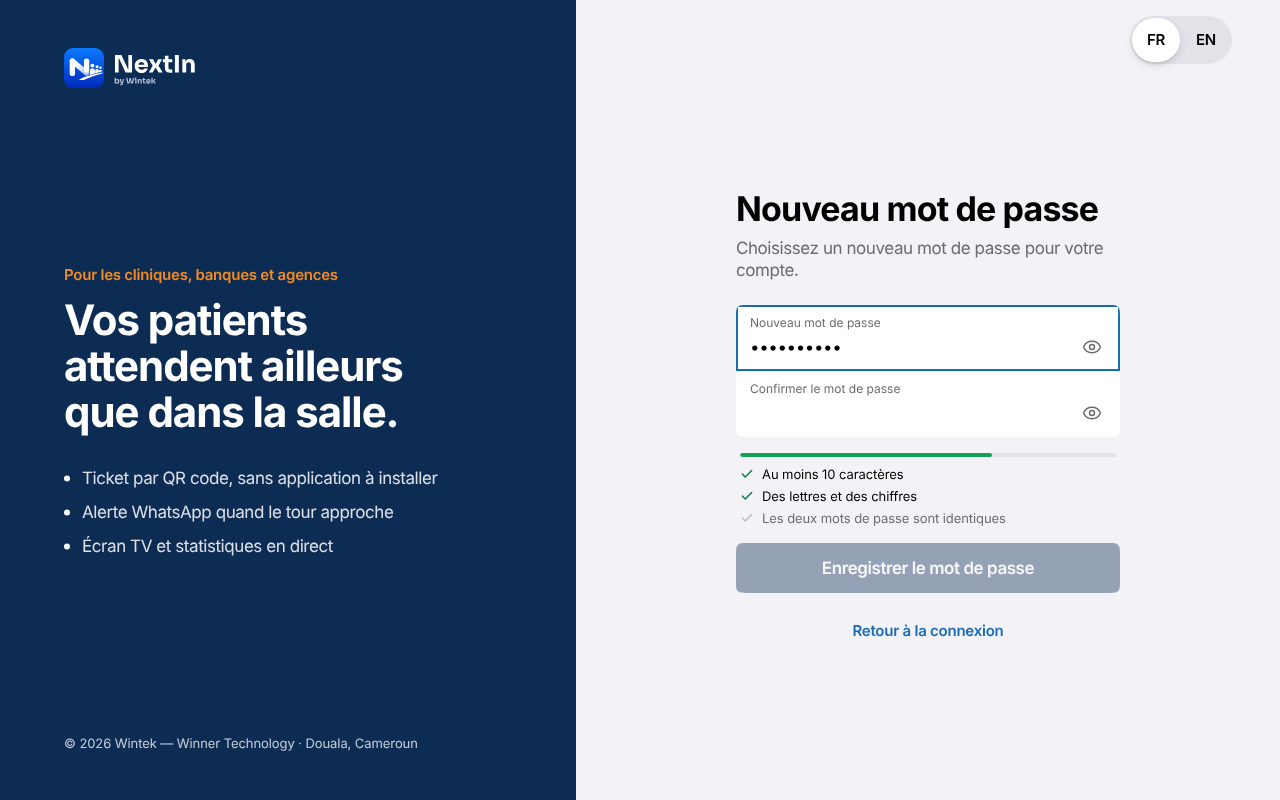 NextIn
by Wintek
FR
EN
Pour les cliniques, banques et agences
Vos patients
attendent ailleurs
que dans la salle.
Ticket par QR code, sans application à installer
Alerte WhatsApp quand le tour approche
Écran TV et statistiques en direct
© 2026 Wintek — Winner Technology · Douala, Cameroun
Nouveau mot de passe
Choisissez un nouveau mot de passe pour votre
compte.
Nouveau mot de passe
••••••••••
Confirmer le mot de passe
Au moins 10 caractères
Des lettres et des chiffres
Les deux mots de passe sont identiques
Enregistrer le mot de passe
Retour à la connexion